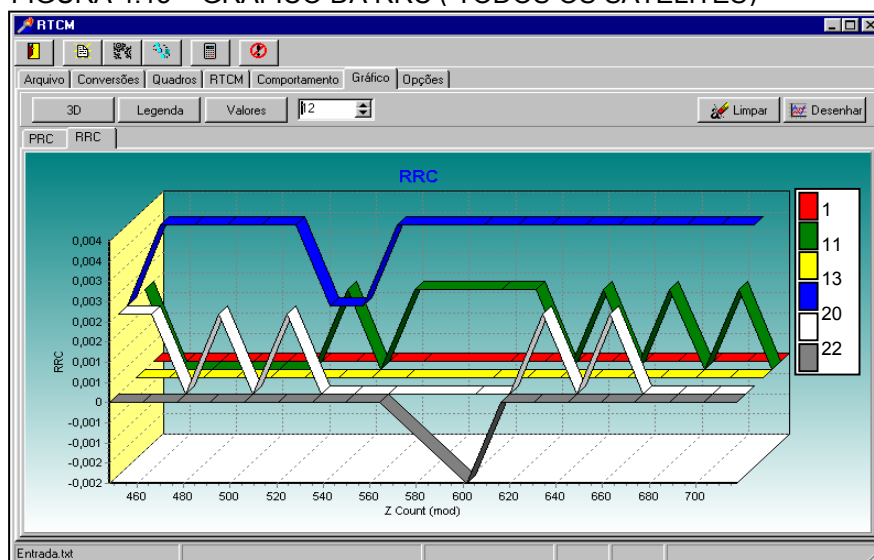 FIGURA 4.15 - GRÁFICO DA RRC ( TODOS OS SATÉLITES)
RTCM
Arquivo Conversões Quadros RTCM Comportamento Gráfico Opções
3D Legenda Valores 12 Limpar Desenhar
PRC RRC
RRC
0,004
0,004
0,003
0,003
0,002
0,002
0,001
0,001
0
-0,001
-0,001
-0,002
-0,002
RRC
460 480 500 520 540 560 580 600 620 640 660 680 700
Z Count (mod)
1
11
13
20
22
Entrada.txt